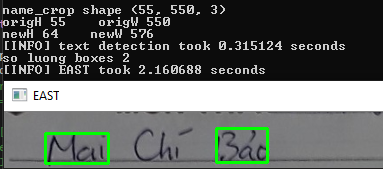 name_crop shape (55, 550, 3)
origH 55    origW 550
newH 64    newW 576
[INFO] text detection took 0.315124 seconds
so luong boxes 2
[INFO] EAST took 2.160688 seconds
EAST
Mai Chí Bảo